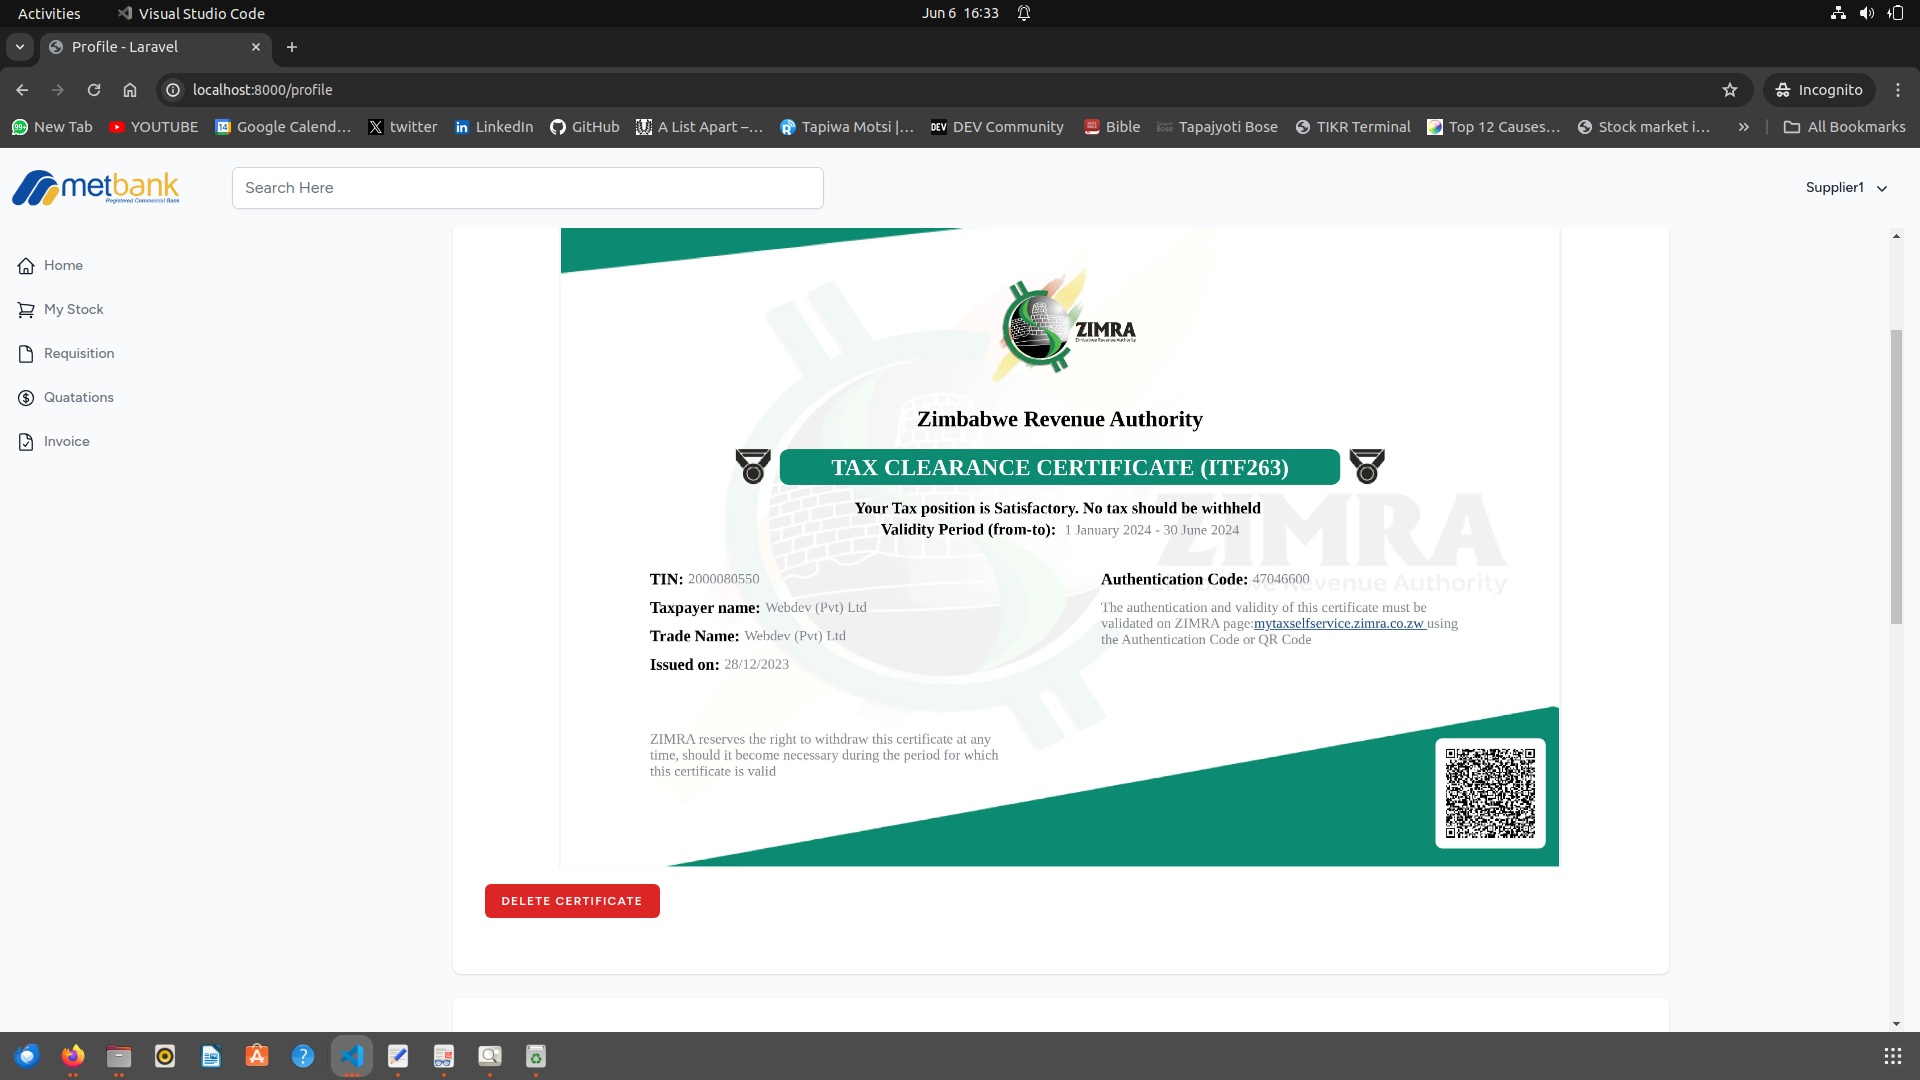 Activities
Visual Studio Code
Jun 6 16:33
Profile - Laravel
localhost:8000/profile
Incognito
New Tab
YOUTUBE
Google Calend…
twitter
LinkedIn
GitHub
A List Apart –…
Tapiwa Motsi |…
DEV Community
Bible
Tapajyoti Bose
TIKR Terminal
Top 12 Causes…
Stock market i…
All Bookmarks
metbank
Registered Commercial Bank
Search Here
Supplier1
Home
My Stock
Requisition
Quatations
Invoice
ZIMRA
Zimbabwe Revenue Authority
Zimbabwe Revenue Authority
TAX CLEARANCE CERTIFICATE (ITF263)
Your Tax position is Satisfactory. No tax should be withheld
Validity Period (from-to): 1 January 2024 - 30 June 2024
ZIMRA
Zimbabwe Revenue Authority
TIN: 2000080550
Taxpayer name: Webdev (Pvt) Ltd
Trade Name: Webdev (Pvt) Ltd
Issued on: 28/12/2023
Authentication Code: 47046600
The authentication and validity of this certificate must be
validated on ZIMRA page:mytaxselfservice.zimra.co.zw using
the Authentication Code or QR Code
ZIMRA reserves the right to withdraw this certificate at any
time, should it become necessary during the period for which
this certificate is valid
DELETE CERTIFICATE